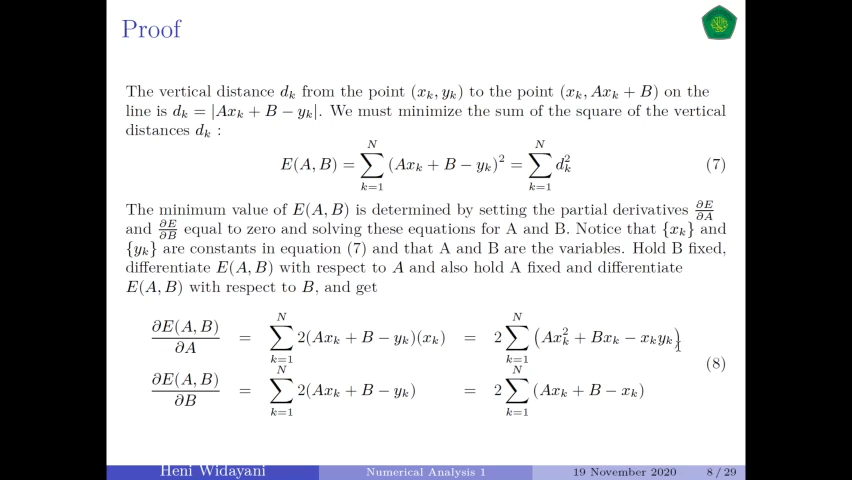 Proof
The vertical distance d_k from the point (x_k, y_k) to the point (x_k, Ax_k + B) on the
line is d_k = |Ax_k + B − y_k|. We must minimize the sum of the square of the vertical
distances d_k :
E(A, B) = ∑_{k=1}^{N} (Ax_k + B − y_k)^2 = ∑_{k=1}^{N} d_k^2 (7)
The minimum value of E(A, B) is determined by setting the partial derivatives ∂E/∂A
and ∂E/∂B equal to zero and solving these equations for A and B. Notice that {x_k} and
{y_k} are constants in equation (7) and that A and B are the variables. Hold B fixed,
differentiate E(A, B) with respect to A and also hold A fixed and differentiate
E(A, B) with respect to B, and get
∂E(A, B)/∂A = ∑_{k=1}^{N} 2(Ax_k + B − y_k)(x_k) = 2 ∑_{k=1}^{N} (Ax_k^2 + Bx_k − x_k y_k)
(8)
∂E(A, B)/∂B = ∑_{k=1}^{N} 2(Ax_k + B − y_k) = 2 ∑_{k=1}^{N} (Ax_k + B − x_k)
Heni Widayani Numerical Analysis 1 19 November 2020 8 / 29